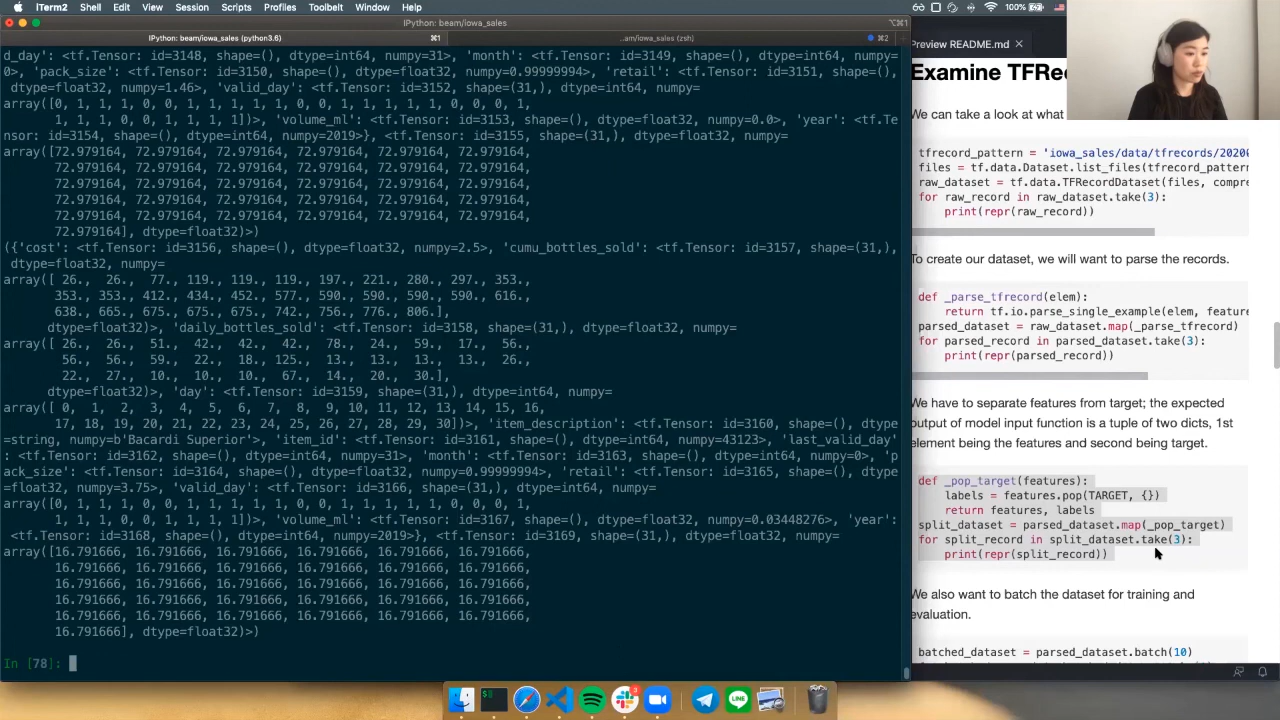 iTerm2 Shell Edit View Session Scripts Profiles Toolbelt Window Help
100%
IPython: beam/iowa_sales
⌥⌘1
IPython: beam/iowa_sales (python3.6)
⌘1
..am/iowa_sales (zsh)
⌘2
d_day': <tf.Tensor: id=3148, shape=(), dtype=int64, numpy=31>, 'month': <tf.Tensor: id=3149, shape=(), dtype=int64, numpy=
0>, 'pack_size': <tf.Tensor: id=3150, shape=(), dtype=float32, numpy=0.99999994>, 'retail': <tf.Tensor: id=3151, shape=(),
dtype=float32, numpy=1.46>, 'valid_day': <tf.Tensor: id=3152, shape=(31,), dtype=int64, numpy=
array([0, 1, 1, 1, 0, 0, 1, 1, 1, 1, 1, 0, 0, 1, 1, 1, 1, 1, 0, 0, 0, 1,
1, 1, 1, 0, 0, 1, 1, 1, 1])>, 'volume_ml': <tf.Tensor: id=3153, shape=(), dtype=float32, numpy=0.0>, 'year': <tf.Te
nsor: id=3154, shape=(), dtype=int64, numpy=2019>}, <tf.Tensor: id=3155, shape=(31,), dtype=float32, numpy=
array([72.979164, 72.979164, 72.979164, 72.979164, 72.979164, 72.979164,
72.979164, 72.979164, 72.979164, 72.979164, 72.979164, 72.979164,
72.979164, 72.979164, 72.979164, 72.979164, 72.979164, 72.979164,
72.979164, 72.979164, 72.979164, 72.979164, 72.979164, 72.979164,
72.979164, 72.979164, 72.979164, 72.979164, 72.979164, 72.979164,
72.979164], dtype=float32)>)
({'cost': <tf.Tensor: id=3156, shape=(), dtype=float32, numpy=2.5>, 'cumu_bottles_sold': <tf.Tensor: id=3157, shape=(31,),
dtype=float32, numpy=
array([ 26., 26., 77., 119., 119., 119., 197., 221., 280., 297., 353.,
353., 353., 412., 434., 452., 577., 590., 590., 590., 590., 616.,
638., 665., 675., 675., 675., 742., 756., 776., 806.],
dtype=float32)>, 'daily_bottles_sold': <tf.Tensor: id=3158, shape=(31,), dtype=float32, numpy=
array([ 26., 26., 51., 42., 42., 42., 78., 24., 59., 17., 56.,
56., 56., 59., 22., 18., 125., 13., 13., 13., 13., 26.,
22., 27., 10., 10., 10., 67., 14., 20., 30.],
dtype=float32)>, 'day': <tf.Tensor: id=3159, shape=(31,), dtype=int64, numpy=
array([ 0, 1, 2, 3, 4, 5, 6, 7, 8, 9, 10, 11, 12, 13, 14, 15, 16,
17, 18, 19, 20, 21, 22, 23, 24, 25, 26, 27, 28, 29, 30])>, 'item_description': <tf.Tensor: id=3160, shape=(), dtype
=string, numpy=b'Bacardi Superior'>, 'item_id': <tf.Tensor: id=3161, shape=(), dtype=int64, numpy=43123>, 'last_valid_day'
: <tf.Tensor: id=3162, shape=(), dtype=int64, numpy=31>, 'month': <tf.Tensor: id=3163, shape=(), dtype=int64, numpy=0>, 'p
ack_size': <tf.Tensor: id=3164, shape=(), dtype=float32, numpy=0.99999994>, 'retail': <tf.Tensor: id=3165, shape=(), dtype
=float32, numpy=3.75>, 'valid_day': <tf.Tensor: id=3166, shape=(31,), dtype=int64, numpy=
array([0, 1, 1, 1, 0, 0, 1, 1, 1, 1, 1, 0, 0, 1, 1, 1, 1, 1, 0, 0, 0, 1,
1, 1, 1, 0, 0, 1, 1, 1, 1])>, 'volume_ml': <tf.Tensor: id=3167, shape=(), dtype=float32, numpy=0.03448276>, 'year':
<tf.Tensor: id=3168, shape=(), dtype=int64, numpy=2019>}, <tf.Tensor: id=3169, shape=(31,), dtype=float32, numpy=
array([16.791666, 16.791666, 16.791666, 16.791666, 16.791666, 16.791666,
16.791666, 16.791666, 16.791666, 16.791666, 16.791666, 16.791666,
16.791666, 16.791666, 16.791666, 16.791666, 16.791666, 16.791666,
16.791666, 16.791666, 16.791666, 16.791666, 16.791666, 16.791666,
16.791666, 16.791666, 16.791666, 16.791666, 16.791666, 16.791666,
16.791666], dtype=float32)>)
In [78]:
Preview README.md ×
Examine TFRec
We can take a look at what
tfrecord_pattern = 'iowa_sales/data/tfrecords/2020
files = tf.data.Dataset.list_files(tfrecord_patter
raw_dataset = tf.data.TFRecordDataset(files, compre
for raw_record in raw_dataset.take(3):
print(repr(raw_record))
To create our dataset, we will want to parse the records.
def _parse_tfrecord(elem):
return tf.io.parse_single_example(elem, feature
parsed_dataset = raw_dataset.map(_parse_tfrecord)
for parsed_record in parsed_dataset.take(3):
print(repr(parsed_record))
We have to separate features from target; the expected
output of model input function is a tuple of two dicts, 1st
element being the features and second being target.
def _pop_target(features):
labels = features.pop(TARGET, {})
return features, labels
split_dataset = parsed_dataset.map(_pop_target)
for split_record in split_dataset.take(3):
print(repr(split_record))
We also want to batch the dataset for training and
evaluation.
batched_dataset = parsed_dataset.batch(10)
3
LINE